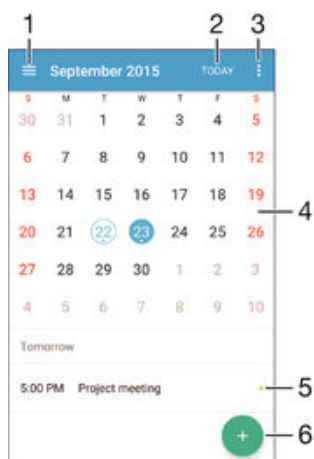 1 2 3
September 2015 TODAY
S M T W T F S
30 31 1 2 3 4 5
6 7 8 9 10 11 12
13 14 15 16 17 18 19
4
20 21 22 23 24 25 26
27 28 29 30 1 2 3
4 5 6 7 8 9 10
Tomorrow
5:00 PM Project meeting 5
+ 6